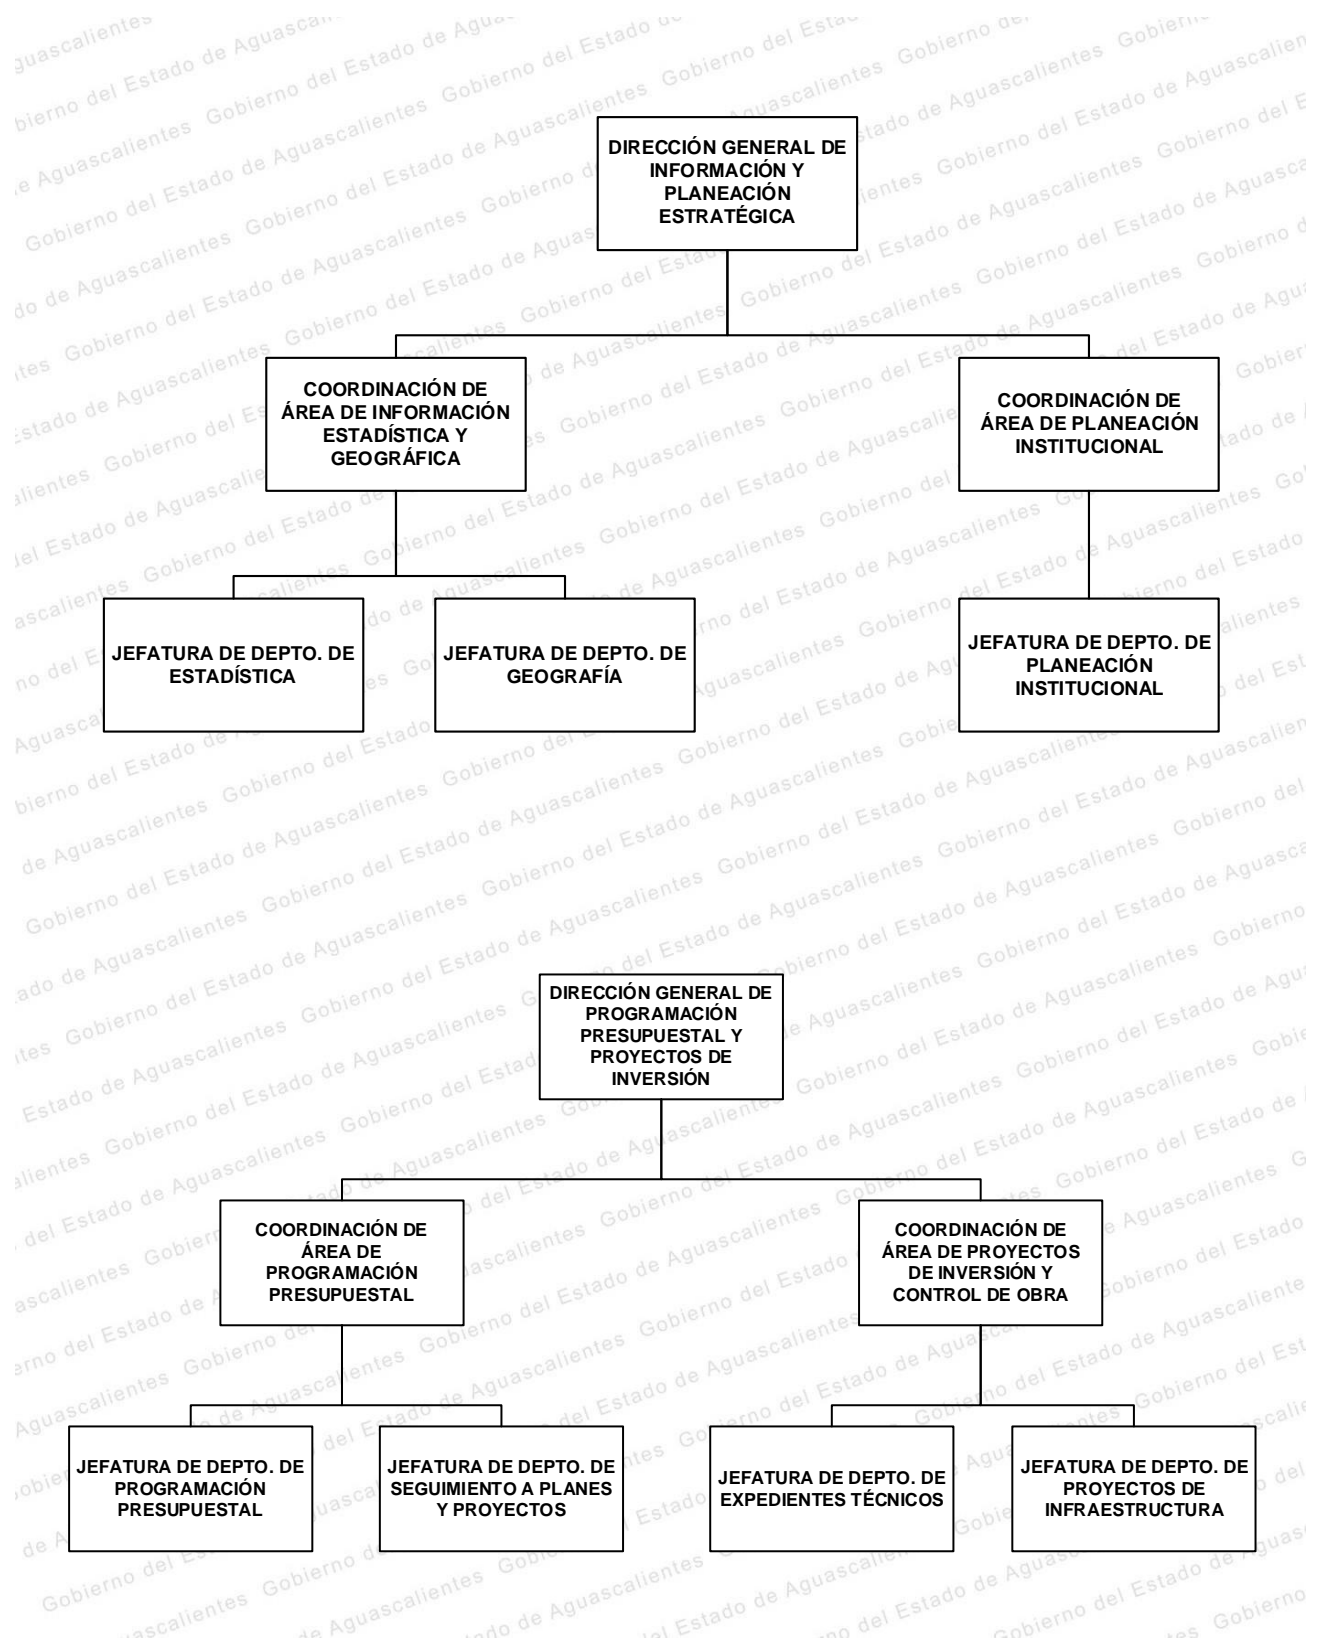 DIRECCIÓN GENERAL DE
INFORMACIÓN Y
PLANEACIÓN
ESTRATÉGICA
COORDINACIÓN DE
ÁREA DE INFORMACIÓN
ESTADÍSTICA Y
GEOGRÁFICA
COORDINACIÓN DE
ÁREA DE PLANEACIÓN
INSTITUCIONAL
JEFATURA DE DEPTO. DE
ESTADÍSTICA
JEFATURA DE DEPTO. DE
GEOGRAFÍA
JEFATURA DE DEPTO. DE
PLANEACIÓN
INSTITUCIONAL
DIRECCIÓN GENERAL DE
PROGRAMACIÓN
PRESUPUESTAL Y
PROYECTOS DE
INVERSIÓN
COORDINACIÓN DE
ÁREA DE
PROGRAMACIÓN
PRESUPUESTAL
COORDINACIÓN DE
ÁREA DE PROYECTOS
DE INVERSIÓN Y
CONTROL DE OBRA
JEFATURA DE DEPTO. DE
PROGRAMACIÓN
PRESUPUESTAL
JEFATURA DE DEPTO. DE
SEGUIMIENTO A PLANES
Y PROYECTOS
JEFATURA DE DEPTO. DE
EXPEDIENTES TÉCNICOS
JEFATURA DE DEPTO. DE
PROYECTOS DE
INFRAESTRUCTURA